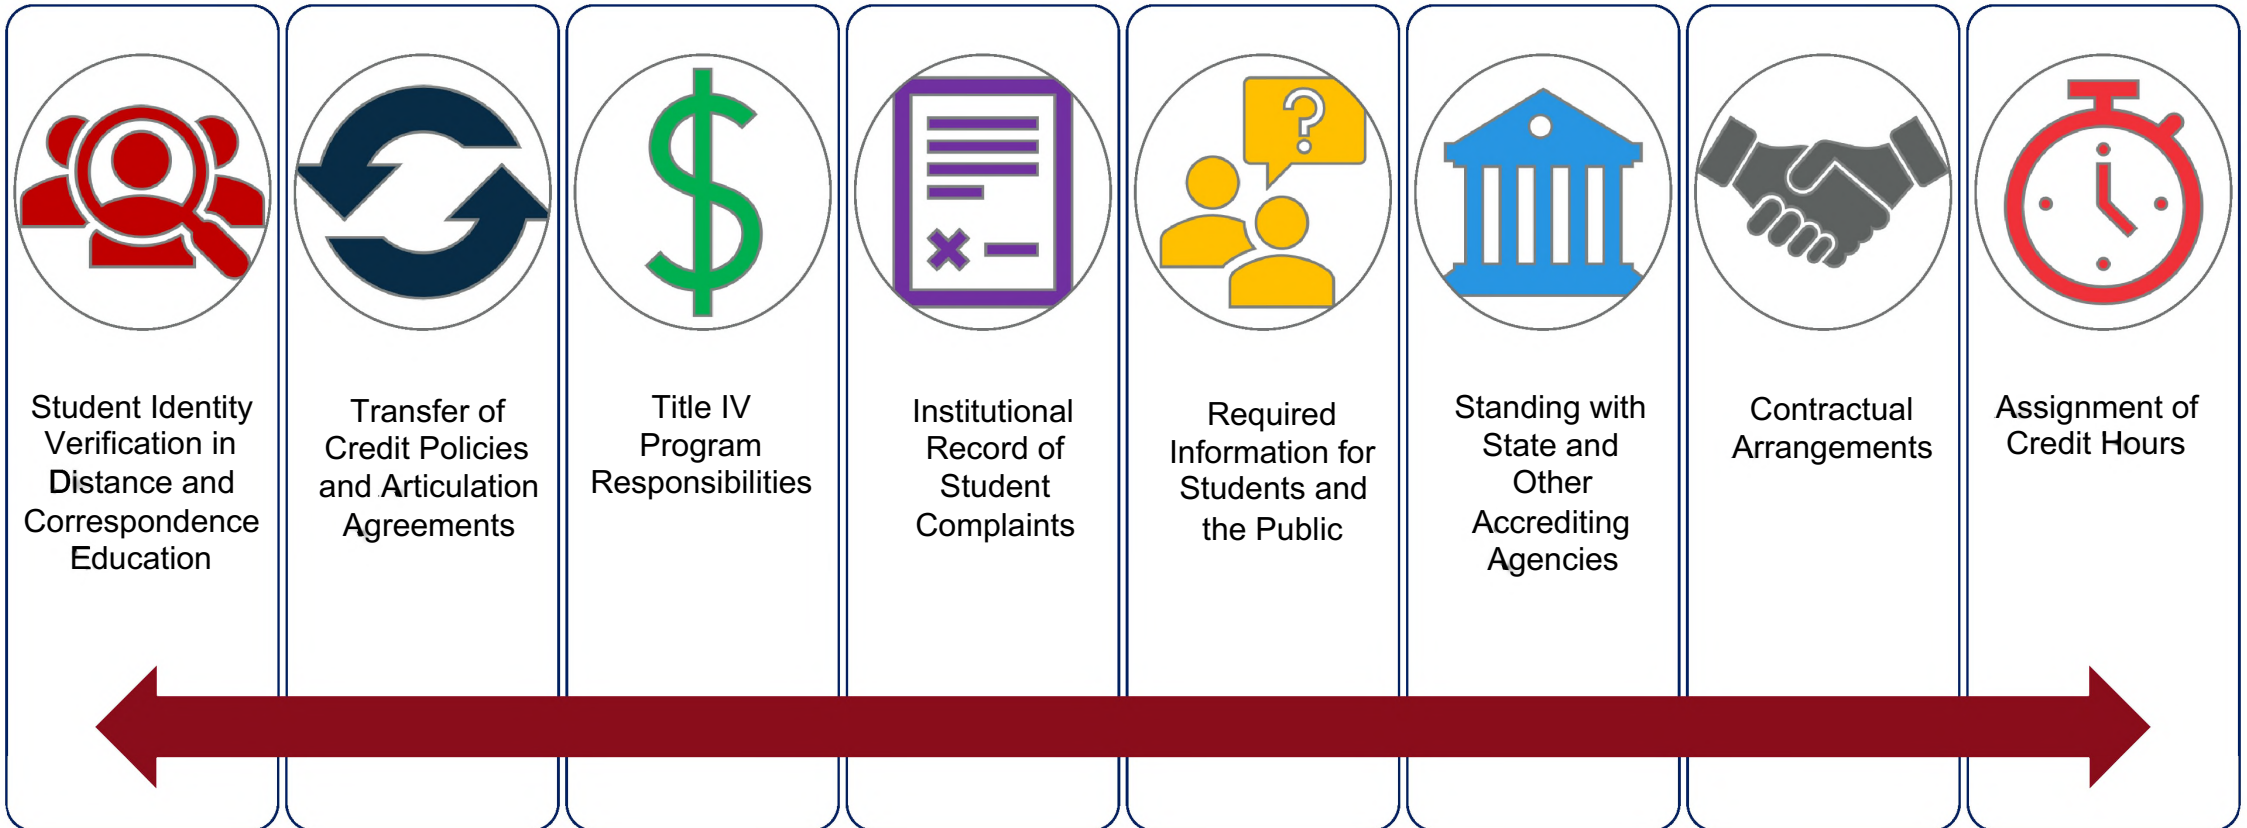 Student Identity
Verification in
Distance and
Correspondence
Education
Transfer of
Credit Policies
and Articulation
Agreements
Title IV
Program
Responsibilities
Institutional
Record of
Student
Complaints
Required
Information for
Students and
the Public
Standing with
State and
Other
Accrediting
Agencies
Contractual
Arrangements
Assignment of
Credit Hours